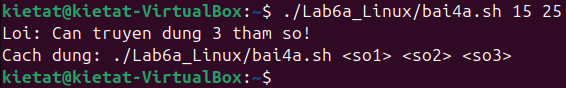 kietat@kietat-VirtualBox:~$ ./Lab6a_Linux/bai4a.sh 15 25
Loi: Can truyen dung 3 tham so!
Cach dung: ./Lab6a_Linux/bai4a.sh <so1> <so2> <so3>
kietat@kietat-VirtualBox:~$